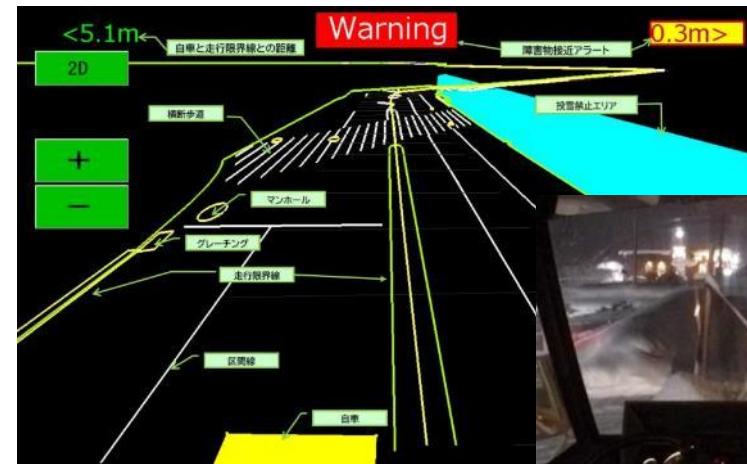 <5.1m
自車と走行限界線との距離
Warning
障害物接近アラート
0.3m>
2D
横断歩道
投雪禁止エリア
+
−
マンホール
グレーチング
走行限界線
区画線
自車